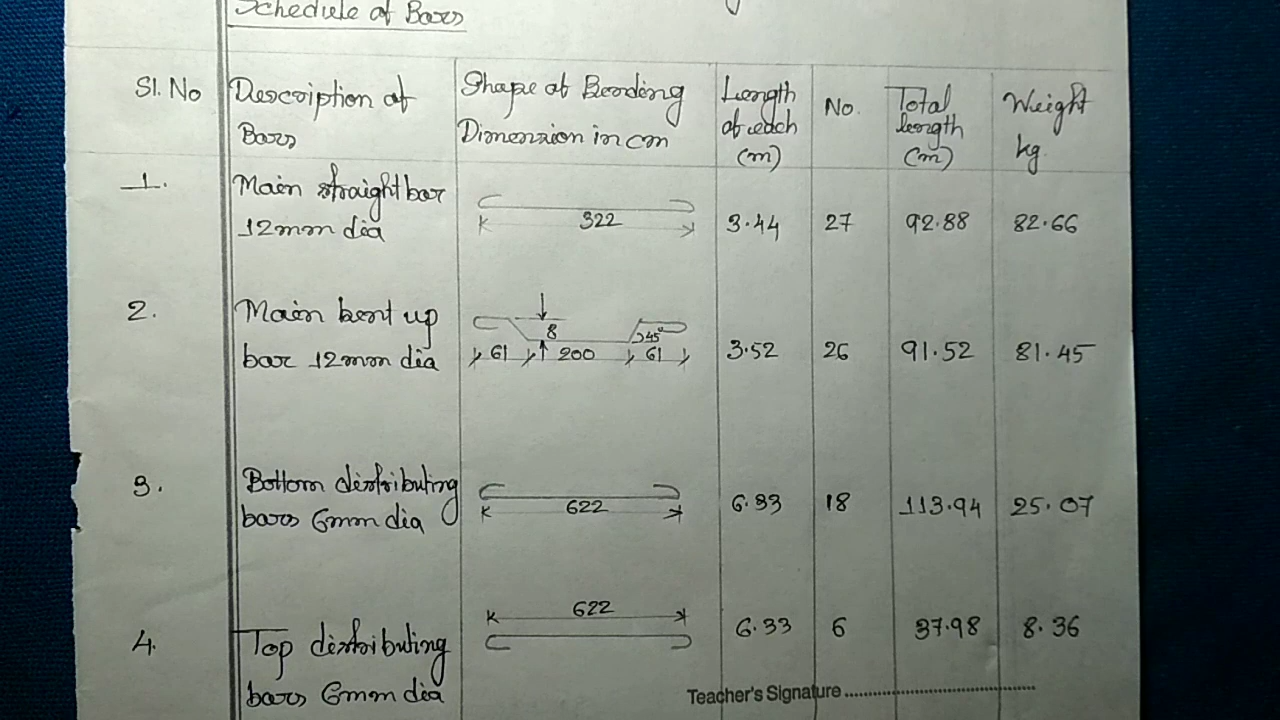 Schedule of Bars
Sl. No Description of Bars Shape of Bending Dimension in cm Length of each (m) No. Total length (m) Weight kg
1. Main straight bar 12mm dia 322 3.44 27 92.88 82.66
2. Main bent up bar 12mm dia 8 45° 61 200 61 3.52 26 91.52 81.45
3. Bottom distributing bars 6mm dia 622 6.33 18 113.94 25.07
4. Top distributing bars 6mm dia 622 6.33 6 37.98 8.36
Teacher's Signature